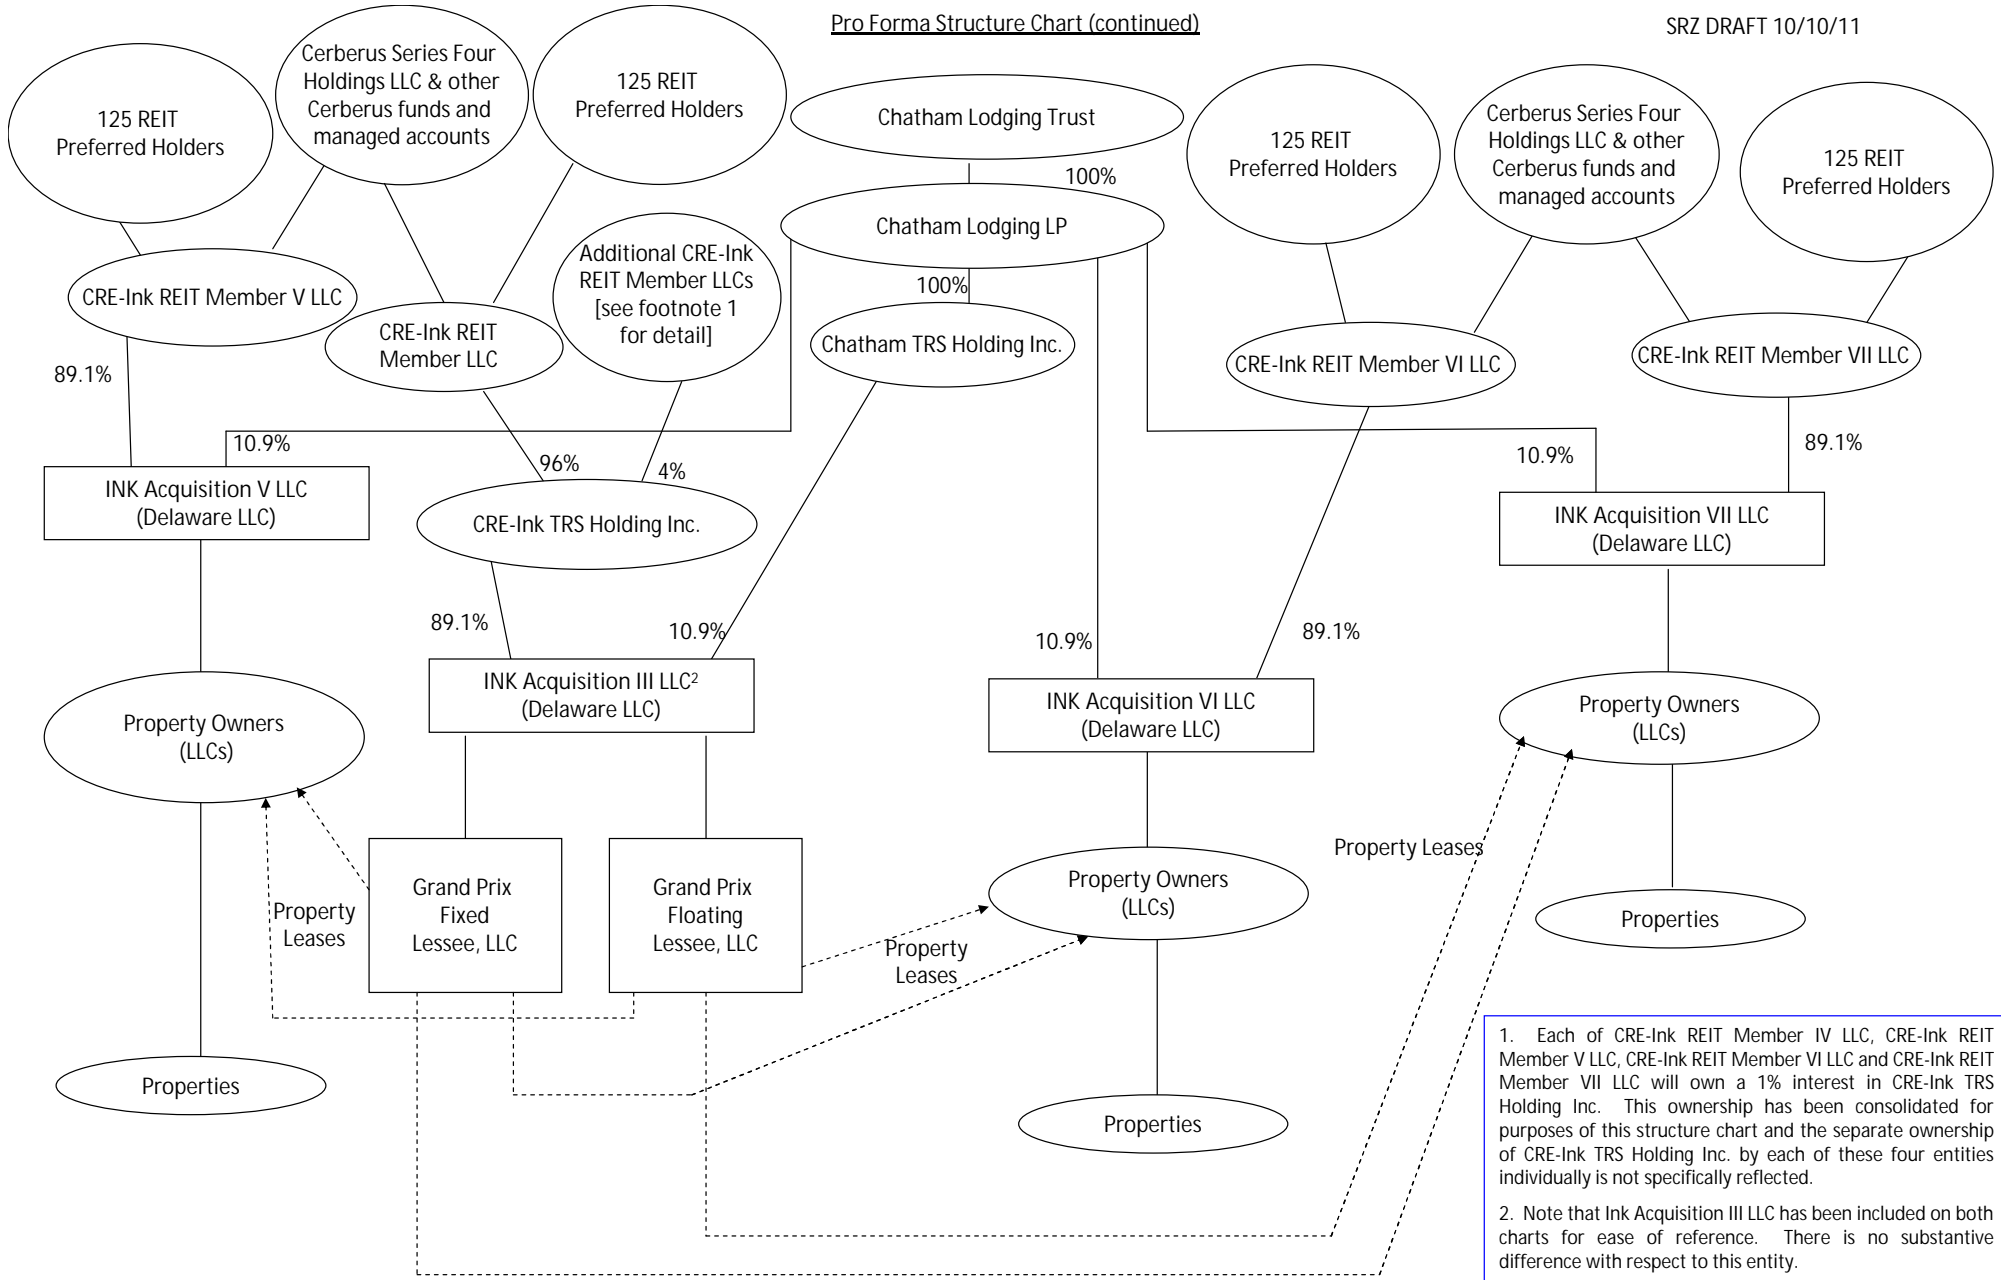 Pro Forma Structure Chart (continued)
SRZ DRAFT 10/10/11
125 REIT
Preferred Holders
Cerberus Series Four
Holdings LLC & other
Cerberus funds and
managed accounts
125 REIT
Preferred Holders
Chatham Lodging Trust
125 REIT
Preferred Holders
Cerberus Series Four
Holdings LLC & other
Cerberus funds and
managed accounts
125 REIT
Preferred Holders
100%
Chatham Lodging LP
CRE-Ink REIT Member V LLC
CRE-Ink REIT
Member LLC
Additional CRE-Ink
REIT Member LLCs
[see footnote 1
for detail]
100%
Chatham TRS Holding Inc.
CRE-Ink REIT Member VI LLC
CRE-Ink REIT Member VII LLC
89.1%
10.9%
96%
4%
10.9%
89.1%
INK Acquisition V LLC
(Delaware LLC)
CRE-Ink TRS Holding Inc.
INK Acquisition VII LLC
(Delaware LLC)
89.1%
10.9%
10.9%
89.1%
INK Acquisition III LLC²
(Delaware LLC)
INK Acquisition VI LLC
(Delaware LLC)
Property Owners
(LLCs)
Property Owners
(LLCs)
Property Leases
Property
Leases
Grand Prix
Fixed
Lessee, LLC
Grand Prix
Floating
Lessee, LLC
Property
Leases
Property Owners
(LLCs)
Properties
Properties
Properties
1. Each of CRE-Ink REIT Member IV LLC, CRE-Ink REIT
Member V LLC, CRE-Ink REIT Member VI LLC and CRE-Ink REIT
Member VII LLC will own a 1% interest in CRE-Ink TRS
Holding Inc. This ownership has been consolidated for
purposes of this structure chart and the separate ownership
of CRE-Ink TRS Holding Inc. by each of these four entities
individually is not specifically reflected.
2. Note that Ink Acquisition III LLC has been included on both
charts for ease of reference. There is no substantive
difference with respect to this entity.